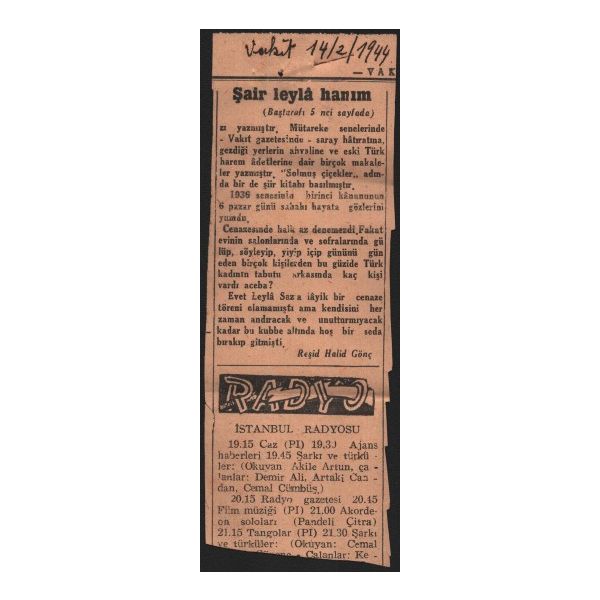 Vakit 14/2/1944
— VAK
Şair leylâ hanım
(Baştarafı 5 nci sayfada)
zı yazmıştır. Mütareke senelerinde
- Vakıt gazetesinde - saray hâtıratına,
gezdiği yerlerin ahvaline ve eski Türk
harem âdetlerine dair birçok makale-
ler yazmıştır. "Solmuş çiçekler.. adın-
da bir de şiir kitabı basılmıştır.
1936 senesinin birinci kânununun
6 pazar günü sabahı hayata gözlerini
yumdu.
Cenazesinde halk az denemezdi. Fakat
evinin salonlarında ve sofralarında gü
lüp, söyleyip, yiyip içip gününü gün
eden birçok kişilerden bu güzide Türk
kadının tabutu arkasında kaç kişi
vardı aceba?
Evet Leylâ Saz a lâyik bir cenaze
töreni olamamıştı ama kendisini her
zaman andıracak ve unutturmıyacak
kadar bu kubbe altında hoş bir seda
bırakıp gitmişti.
Reşid Halid Gönç
RADYO
İSTANBUL RADYOSU
19.15 Caz (Pl) 19.30 Ajans
haberleri 19.45 Şarkı ve türkü -
ler: (Okuyan Akile Artun, ça -
lanlar: Demir Ali, Artaki Can -
dan, Cemal Cümbüş.)
20.15 Radyo gazetesi 20.45
Film müziği (Pl) 21.00 Akorde-
on soloları (Pandeli Çitra)
21.15 Tangolar (Pl) 21.30 Şarkı
ve türküler: (Okuyan: Cemal
- Çalanlar: Ke -